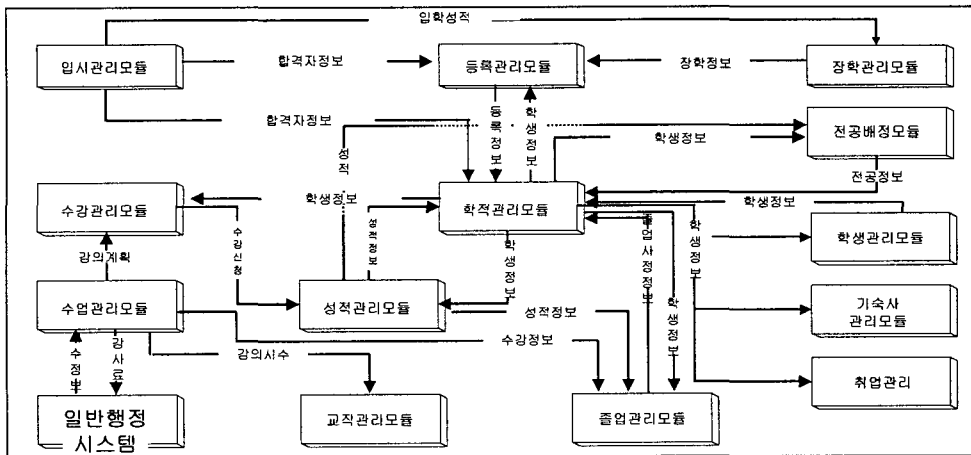 입학성적
입시관리모듈
합격자정보
등록관리모듈
장학정보
장학관리모듈
합격자정보
등록정보
학생정보
성적
학생정보
전공배정모듈
전공정보
수강관리모듈
학생정보
학적관리모듈
학생정보
학생관리모듈
수강신청
성적정보
학생정보
졸업사정정보
학생정보
학생정보
강의계획
수업관리모듈
성적관리모듈
성적정보
기숙사
관리모듈
수강정보
강의시수
수정보
강사료
취업관리
일반행정
시스템
교직관리모듈
졸업관리모듈